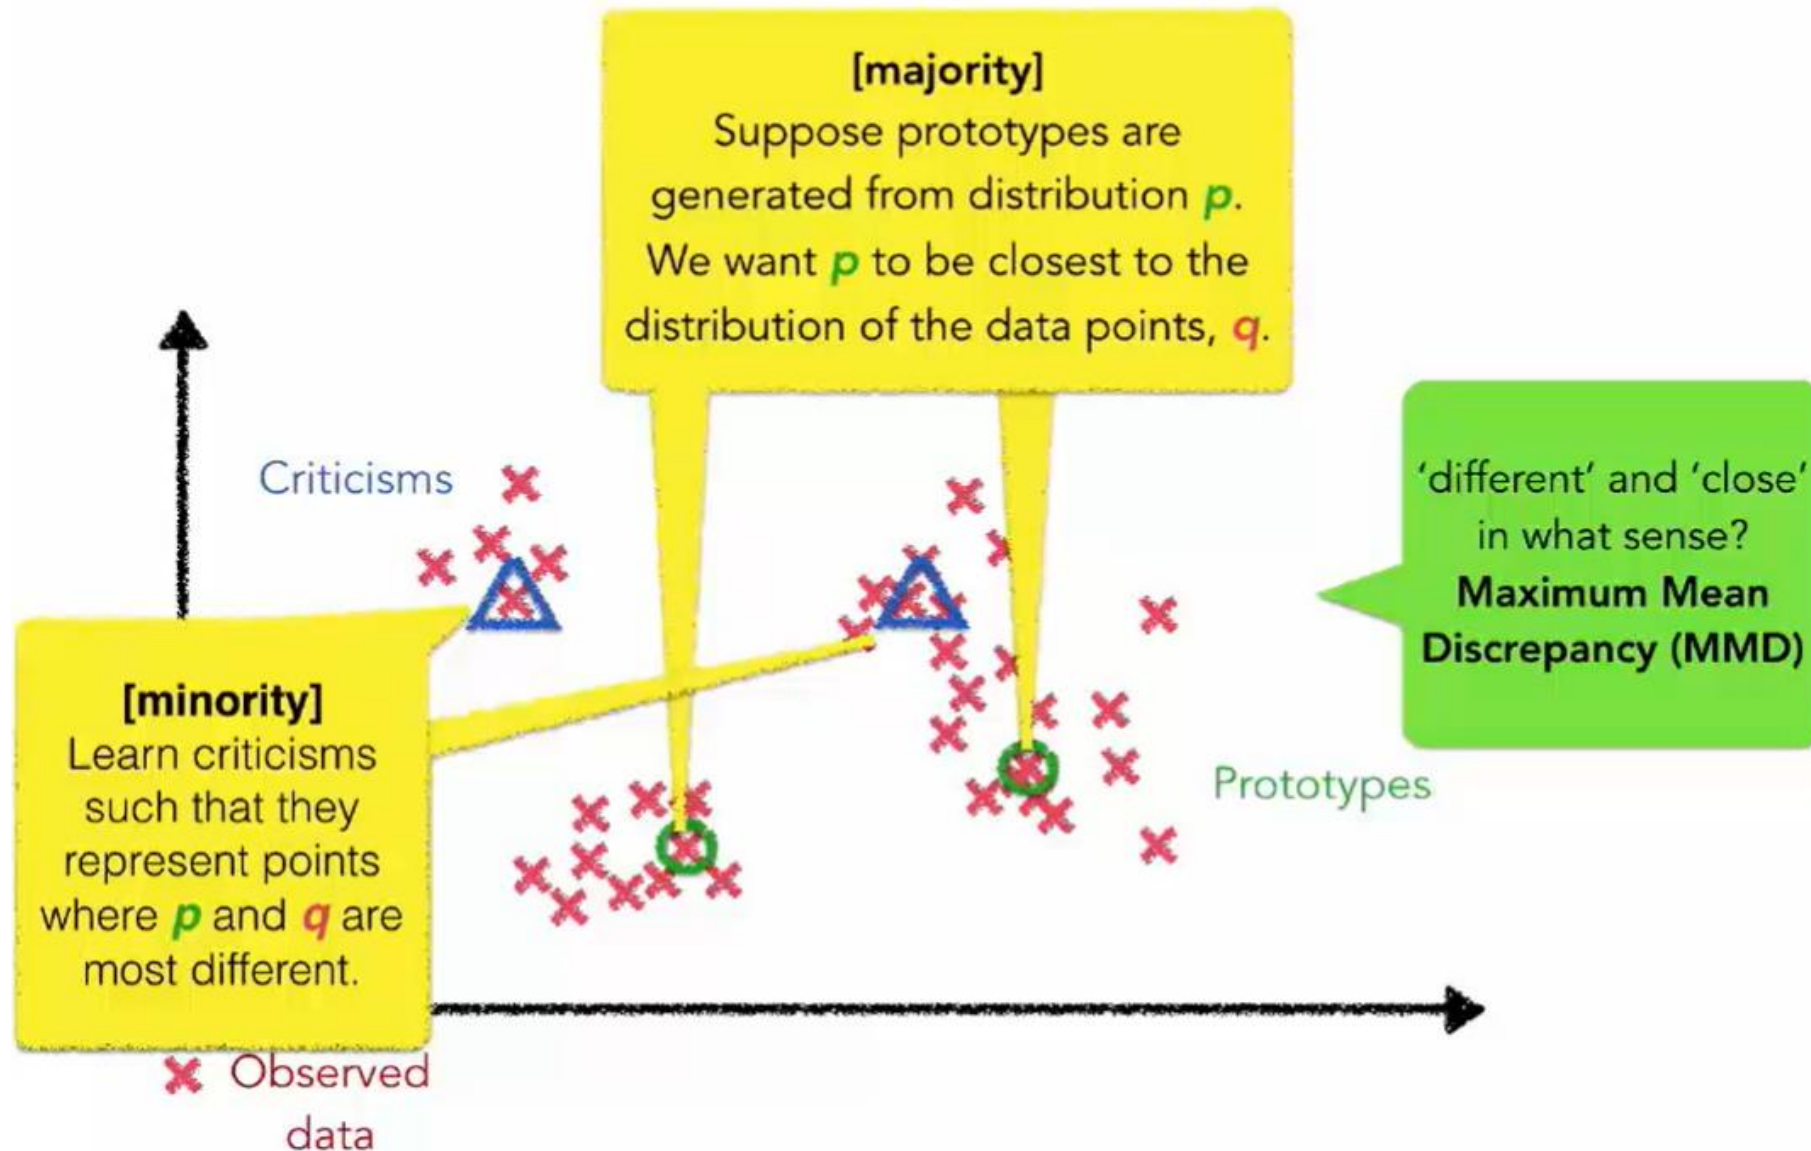 [majority]
Suppose prototypes are
generated from distribution p.
We want p to be closest to the
distribution of the data points, q.
Criticisms
'different' and 'close'
in what sense?
Maximum Mean
Discrepancy (MMD)
[minority]
Learn criticisms
such that they
represent points
where p and q are
most different.
Prototypes
Observed
data